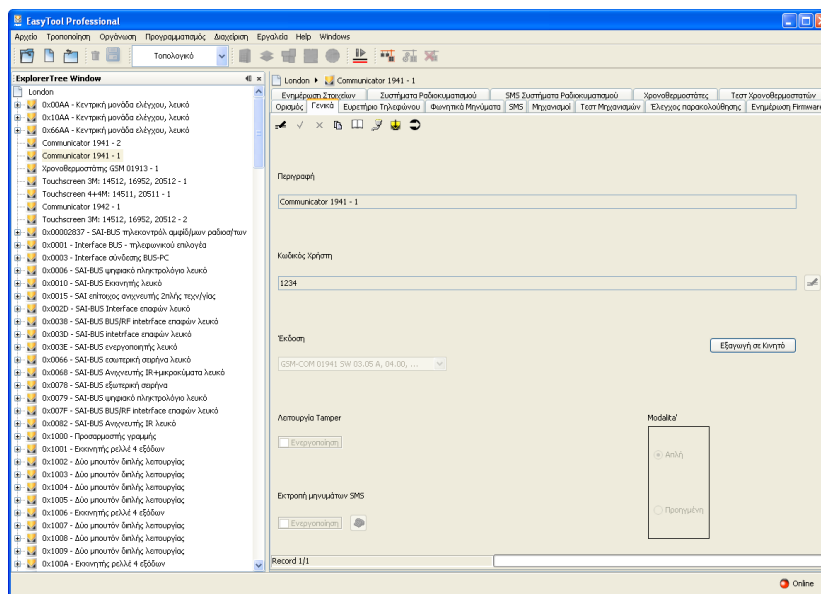 EasyTool Professional
Αρχείο Τροποποίηση Οργάνωση Προγραμματισμός Διαχείριση Εργαλεία Help Windows
Τοπολογικό
ExplorerTree Window
London
0x00AA - Κεντρική μονάδα ελέγχου, λευκό
0x10AA - Κεντρική μονάδα ελέγχου, λευκό
0x66AA - Κεντρική μονάδα ελέγχου, λευκό
Communicator 1941 - 2
Communicator 1941 - 1
Χρονοθερμοστάτης GSM 01913 - 1
Touchscreen 3M: 14512, 16952, 20512 - 1
Touchscreen 4+4M: 14511, 20511 - 1
Communicator 1942 - 1
Touchscreen 3M: 14512, 16952, 20512 - 2
0x00002837 - SAI-BUS τηλεκοντρόλ αμφίδ/μων ραδιοσ/των
0x0001 - Interface BUS - τηλεφωνικού επιλογέα
0x0003 - Interface σύνδεσης BUS-PC
0x0006 - SAI-BUS ψηφιακό πληκτρολόγιο λευκό
0x0010 - SAI-BUS Εκκινητής λευκό
0x0015 - SAI επίτοιχος ανιχνευτής 2πλής τεχν/γίας
0x002D - SAI-BUS Interface επαφών λευκό
0x0038 - SAI-BUS BUS/RF intetrface επαφών λευκό
0x003D - SAI-BUS intetrface επαφών λευκό
0x003E - SAI-BUS ενεργοποιητής λευκό
0x0066 - SAI-BUS εσωτερική σειρήνα λευκό
0x0068 - SAI-BUS Ανιχνευτής IR+μικροκύματα λευκό
0x0078 - SAI-BUS εξωτερική σειρήνα
0x0079 - SAI-BUS ψηφιακό πληκτρολόγιο λευκό
0x007F - SAI-BUS BUS/RF intetrface επαφών λευκό
0x0082 - SAI-BUS Ανιχνευτής IR λευκό
0x1000 - Προσαρμοστής γραμμής
0x1001 - Εκκινητής ρελλέ 4 εξόδων
0x1002 - Δύο μπουτόν διπλής λειτουργίας
0x1003 - Δύο μπουτόν διπλής λειτουργίας
0x1004 - Δύο μπουτόν διπλής λειτουργίας
0x1005 - Δύο μπουτόν διπλής λειτουργίας
0x1006 - Εκκινητής ρελλέ 4 εξόδων
0x1007 - Δύο μπουτόν διπλής λειτουργίας
0x1008 - Δύο μπουτόν διπλής λειτουργίας
0x1009 - Δύο μπουτόν διπλής λειτουργίας
0x100A - Εκκινητής ρελλέ 4 εξόδων
London Communicator 1941 - 1
Ενημέρωση Στοιχείων Συστήματα Ραδιοκυματισμού SMS Συστήματα Ραδιοκυματισμού Χρονοθερμοστάτες Τεστ Χρονοθερμοστατών
Ορισμός Γενικά Ευρετήριο Τηλεφώνου Φωνητικά Μηνύματα SMS Μηχανισμοί Τεστ Μηχανισμών Έλεγχος παρακολούθησης Ενημέρωση Firmware
Περιγραφή
Communicator 1941 - 1
Κωδικός Χρήστη
1234
Έκδοση
Εξαγωγή σε Κινητό
GSM-COM 01941 SW 03.05 A, 04.00, ...
Λειτουργία Tamper
Modalita'
Ενεργοποίηση
Απλή
Εκτροπή μηνυμάτων SMS
Προηγμένη
Ενεργοποίηση
Record 1/1
Online